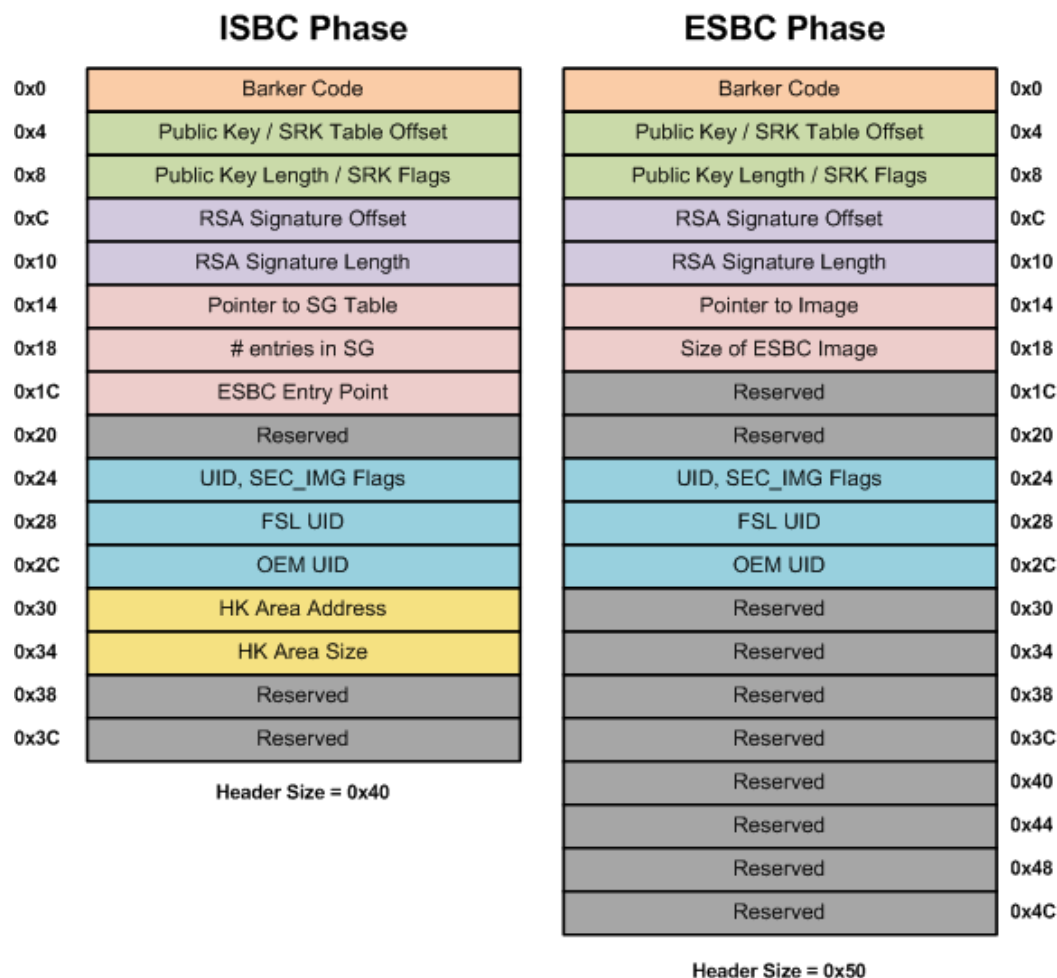 ISBC Phase
0x0 Barker Code
0x4 Public Key / SRK Table Offset
0x8 Public Key Length / SRK Flags
0xC RSA Signature Offset
0x10 RSA Signature Length
0x14 Pointer to SG Table
0x18 # entries in SG
0x1C ESBC Entry Point
0x20 Reserved
0x24 UID, SEC_IMG Flags
0x28 FSL UID
0x2C OEM UID
0x30 HK Area Address
0x34 HK Area Size
0x38 Reserved
0x3C Reserved
Header Size = 0x40
ESBC Phase
Barker Code 0x0
Public Key / SRK Table Offset 0x4
Public Key Length / SRK Flags 0x8
RSA Signature Offset 0xC
RSA Signature Length 0x10
Pointer to Image 0x14
Size of ESBC Image 0x18
Reserved 0x1C
Reserved 0x20
UID, SEC_IMG Flags 0x24
FSL UID 0x28
OEM UID 0x2C
Reserved 0x30
Reserved 0x34
Reserved 0x38
Reserved 0x3C
Reserved 0x40
Reserved 0x44
Reserved 0x48
Reserved 0x4C
Header Size = 0x50